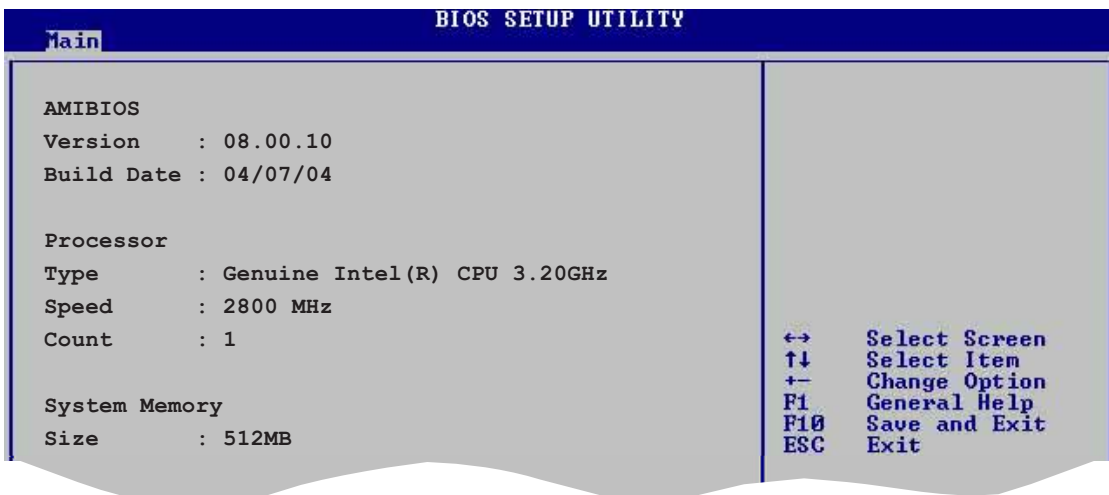 BIOS SETUP UTILITY
Main
AMIBIOS
Version : 08.00.10
Build Date : 04/07/04
Processor
Type : Genuine Intel(R) CPU 3.20GHz
Speed : 2800 MHz
Count : 1
System Memory
Size : 512MB
←→ Select Screen
↑↓ Select Item
+- Change Option
F1 General Help
F10 Save and Exit
ESC Exit